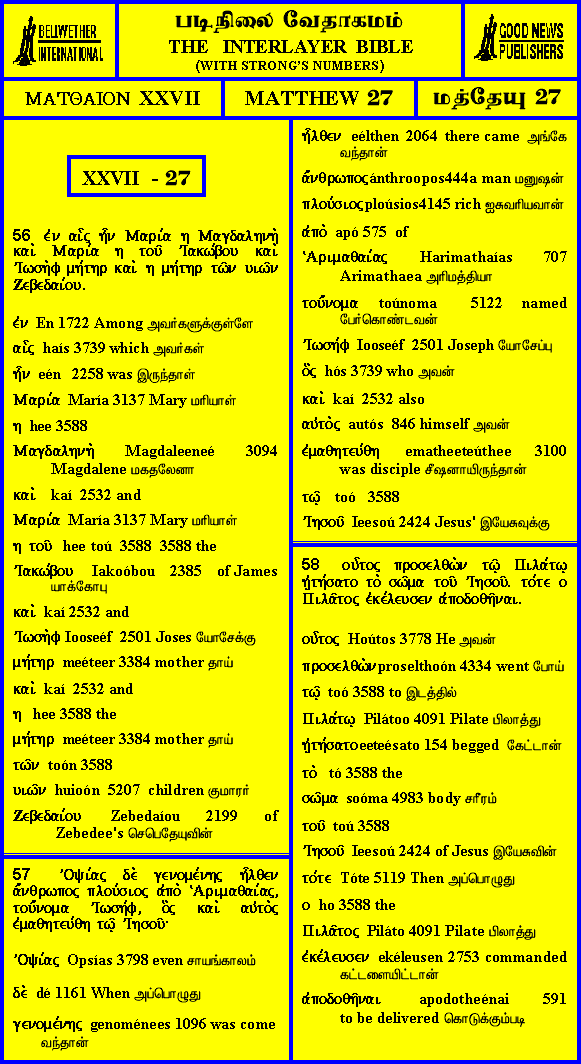 BELLWETHER
INTERNATIONAL
படிநிலை வேதாகமம்
THE INTERLAYER BIBLE
(WITH STRONG'S NUMBERS)
GOOD NEWS
PUBLISHERS
ΜΑΤΘΑΙΟΝ XXVII
MATTHEW 27
மத்தேயு 27
XXVII - 27
56 ἐν αἷς ἦν Μαρία η Μαγδαληνὴ
καὶ Μαρία η τοῦ Ἰακώβου καὶ
Ἰωσὴφ μήτηρ καὶ η μήτηρ τῶν υιῶν
Ζεβεδαίου.
ἐν En 1722 Among அவர்களுக்குள்ளே
αἷς haís 3739 which அவர்கள்
ἦν eén 2258 was இருந்தாள்
Μαρία María 3137 Mary மரியாள்
η hee 3588
Μαγδαληνὴ Magdaleeneé 3094
Magdalene மகதலேனா
καὶ kaí 2532 and
Μαρία María 3137 Mary மரியாள்
η τοῦ hee toú 3588 3588 the
Ἰακώβου Iakoóbou 2385 of James
யாக்கோபு
καὶ kaí 2532 and
Ἰωσὴφ Iooseéf 2501 Joses யோசேக்கு
μήτηρ meéteer 3384 mother தாய்
καὶ kaí 2532 and
η hee 3588 the
μήτηρ meéteer 3384 mother தாய்
τῶν toón 3588
υιῶν huioón 5207 children குமாரர்
Ζεβεδαίου Zebedaíou 2199 of
Zebedee's செபெதேயுவின்
57 Ὀψίας δὲ γενομένης ἦλθεν
ἄνθρωπος πλούσιος ἀπὸ Ἁριμαθαίας,
τοὔνομα Ἰωσήφ, ὃς καὶ αὐτὸς
ἐμαθητεύθη τῷ Ἰησοῦ·
Ὀψίας Opsías 3798 even சாயங்காலம்
δὲ dé 1161 When அப்பொழுது
γενομένης genoménees 1096 was come
வந்தான்
ἦλθεν eélthen 2064 there came அங்கே
வந்தான்
ἄνθρωπος ánthroopos444a man மனுஷன்
πλούσιος ploúsios4145 rich ஐசுவரியவான்
ἀπὸ apó 575 of
Ἁριμαθαίας Harimathaías 707
Arimathaea அரிமத்தியா
τοὔνομα toúnoma 5122 named
பேர்கொண்டவன்
Ἰωσήφ Iooseéf 2501 Joseph யோசேப்பு
ὃς hós 3739 who அவன்
καὶ kaí 2532 also
αὐτὸς autós 846 himself அவன்
ἐμαθητεύθη ematheeteúthee 3100
was disciple சீஷனாயிருந்தான்
τῷ toó 3588
Ἰησοῦ Ieesoú 2424 Jesus' இயேசுவுக்கு
58 οὗτος προσελθὼν τῷ Πιλάτῳ
ᾐτήσατο τὸ σῶμα τοῦ Ἰησοῦ. τότε ο
Πιλᾶτος ἐκέλευσεν ἀποδοθῆναι..
οὗτος Hoútos 3778 He அவன்
προσελθὼν proselthoón 4334 went போய்
τῷ toó 3588 to இடத்தில்
Πιλάτῳ Pilátoo 4091 Pilate பிலாத்து
ᾐτήσατο eeteésato 154 begged கேட்டான்
τὸ tó 3588 the
σῶμα soóma 4983 body சரீரம்
τοῦ toú 3588
Ἰησοῦ Ieesoú 2424 of Jesus இயேசுவின்
τότε Tóte 5119 Then அப்பொழுது
ο ho 3588 the
Πιλᾶτος Piláto 4091 Pilate பிலாத்து
ἐκέλευσεν ekéleusen 2753 commanded
கட்டளையிட்டான்
ἀποδοθῆναι apodotheénai 591
to be delivered கொடுக்கும்படி